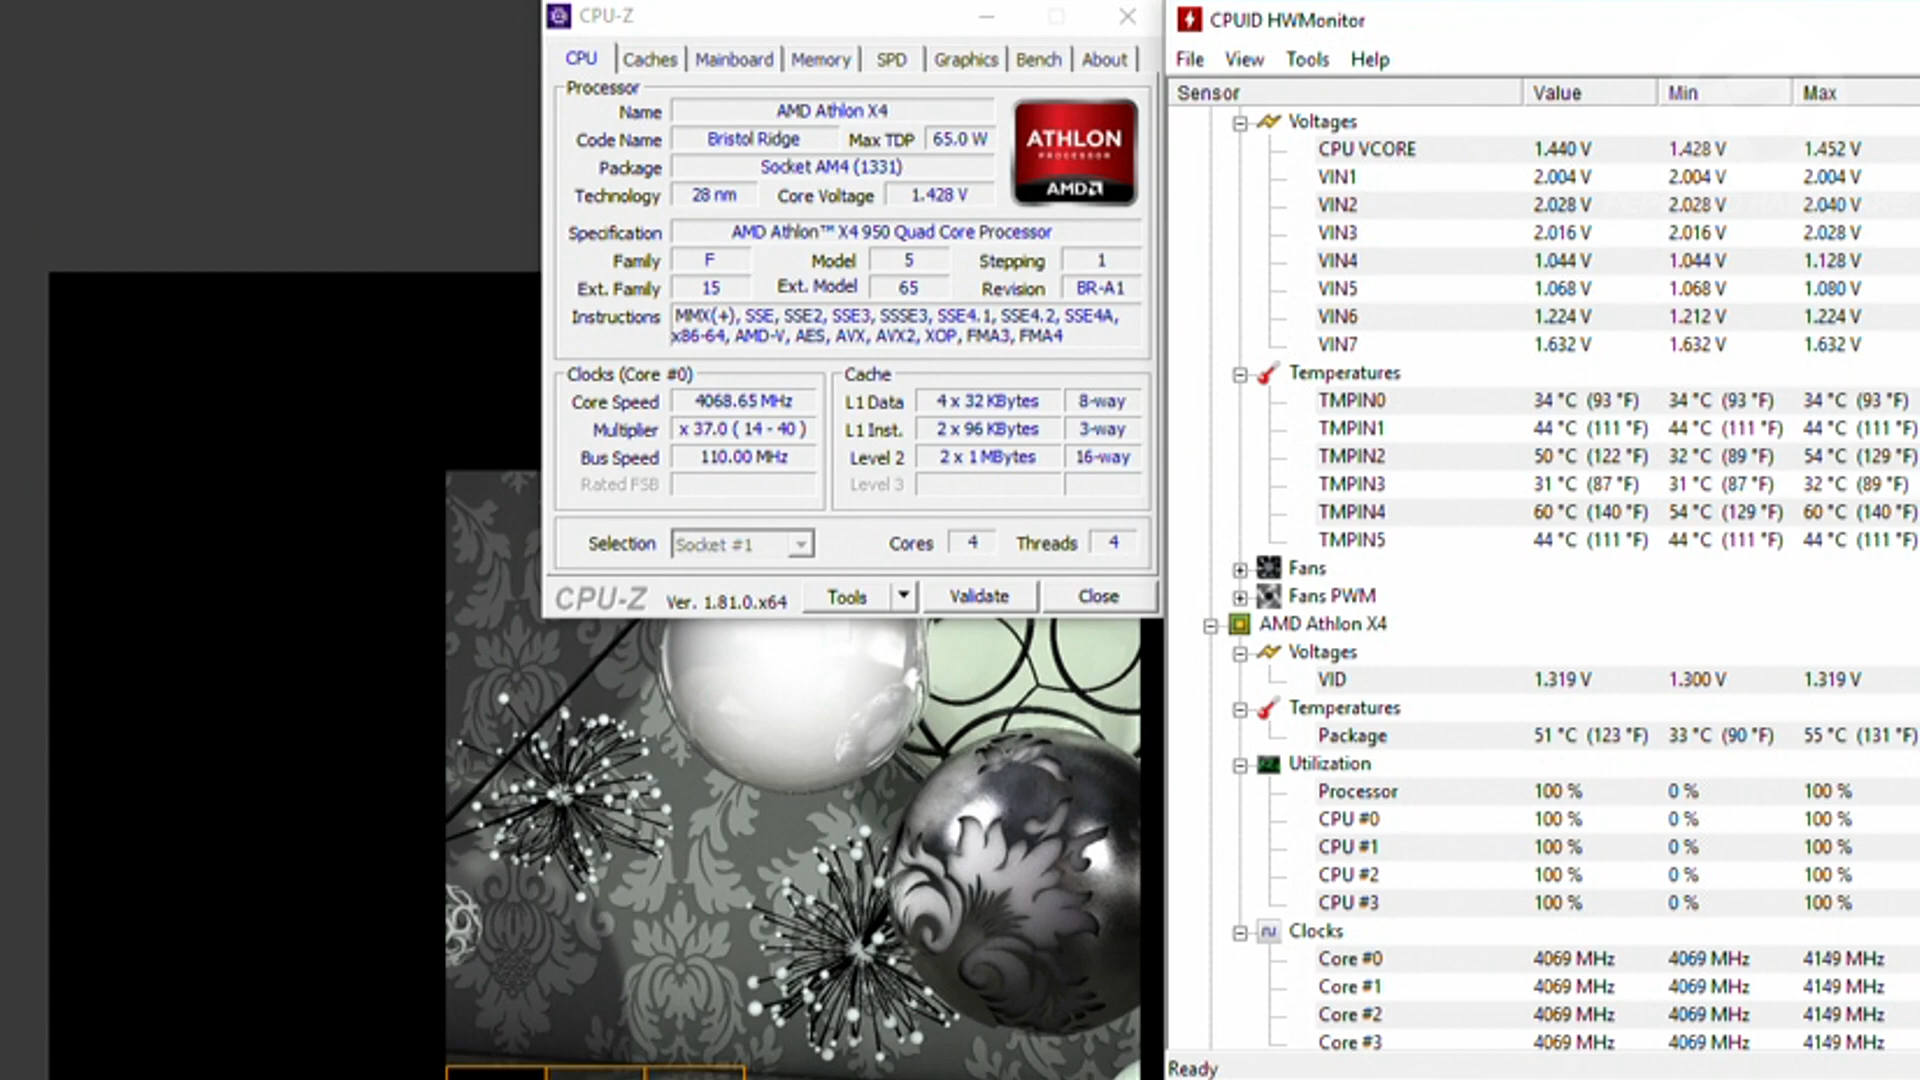 CPU-Z
CPU Caches Mainboard Memory SPD Graphics Bench About
Processor
Name AMD Athlon X4
Code Name Bristol Ridge Max TDP 65.0 W
Package Socket AM4 (1331)
Technology 28 nm Core Voltage 1.428 V
ATHLON
PROCESSOR
AMD
Specification AMD Athlon™ X4 950 Quad Core Processor
Family F Model 5 Stepping 1
Ext. Family 15 Ext. Model 65 Revision BR-A1
Instructions MMX(+), SSE, SSE2, SSE3, SSSE3, SSE4.1, SSE4.2, SSE4A,
x86-64, AMD-V, AES, AVX, AVX2, XOP, FMA3, FMA4
Clocks (Core #0)
Core Speed 4068.65 MHz
Multiplier x 37.0 ( 14 - 40 )
Bus Speed 110.00 MHz
Rated FSB
Cache
L1 Data 4 x 32 KBytes 8-way
L1 Inst. 2 x 96 KBytes 3-way
Level 2 2 x 1 MBytes 16-way
Level 3
Selection Socket #1 Cores 4 Threads 4
CPU-Z Ver. 1.81.0.x64 Tools Validate Close
CPUID HWMonitor
File View Tools Help
Sensor Value Min Max
Voltages
CPU VCORE 1.440 V 1.428 V 1.452 V
VIN1 2.004 V 2.004 V 2.004 V
VIN2 2.028 V 2.028 V 2.040 V
VIN3 2.016 V 2.016 V 2.028 V
VIN4 1.044 V 1.044 V 1.128 V
VIN5 1.068 V 1.068 V 1.080 V
VIN6 1.224 V 1.212 V 1.224 V
VIN7 1.632 V 1.632 V 1.632 V
Temperatures
TMPIN0 34 °C (93 °F) 34 °C (93 °F) 34 °C (93 °F)
TMPIN1 44 °C (111 °F) 44 °C (111 °F) 44 °C (111 °F)
TMPIN2 50 °C (122 °F) 32 °C (89 °F) 54 °C (129 °F)
TMPIN3 31 °C (87 °F) 31 °C (87 °F) 32 °C (89 °F)
TMPIN4 60 °C (140 °F) 54 °C (129 °F) 60 °C (140 °F)
TMPIN5 44 °C (111 °F) 44 °C (111 °F) 44 °C (111 °F)
Fans
Fans PWM
AMD Athlon X4
Voltages
VID 1.319 V 1.300 V 1.319 V
Temperatures
Package 51 °C (123 °F) 33 °C (90 °F) 55 °C (131 °F)
Utilization
Processor 100 % 0 % 100 %
CPU #0 100 % 0 % 100 %
CPU #1 100 % 0 % 100 %
CPU #2 100 % 0 % 100 %
CPU #3 100 % 0 % 100 %
Clocks
Core #0 4069 MHz 4069 MHz 4149 MHz
Core #1 4069 MHz 4069 MHz 4149 MHz
Core #2 4069 MHz 4069 MHz 4149 MHz
Core #3 4069 MHz 4069 MHz 4149 MHz
Ready